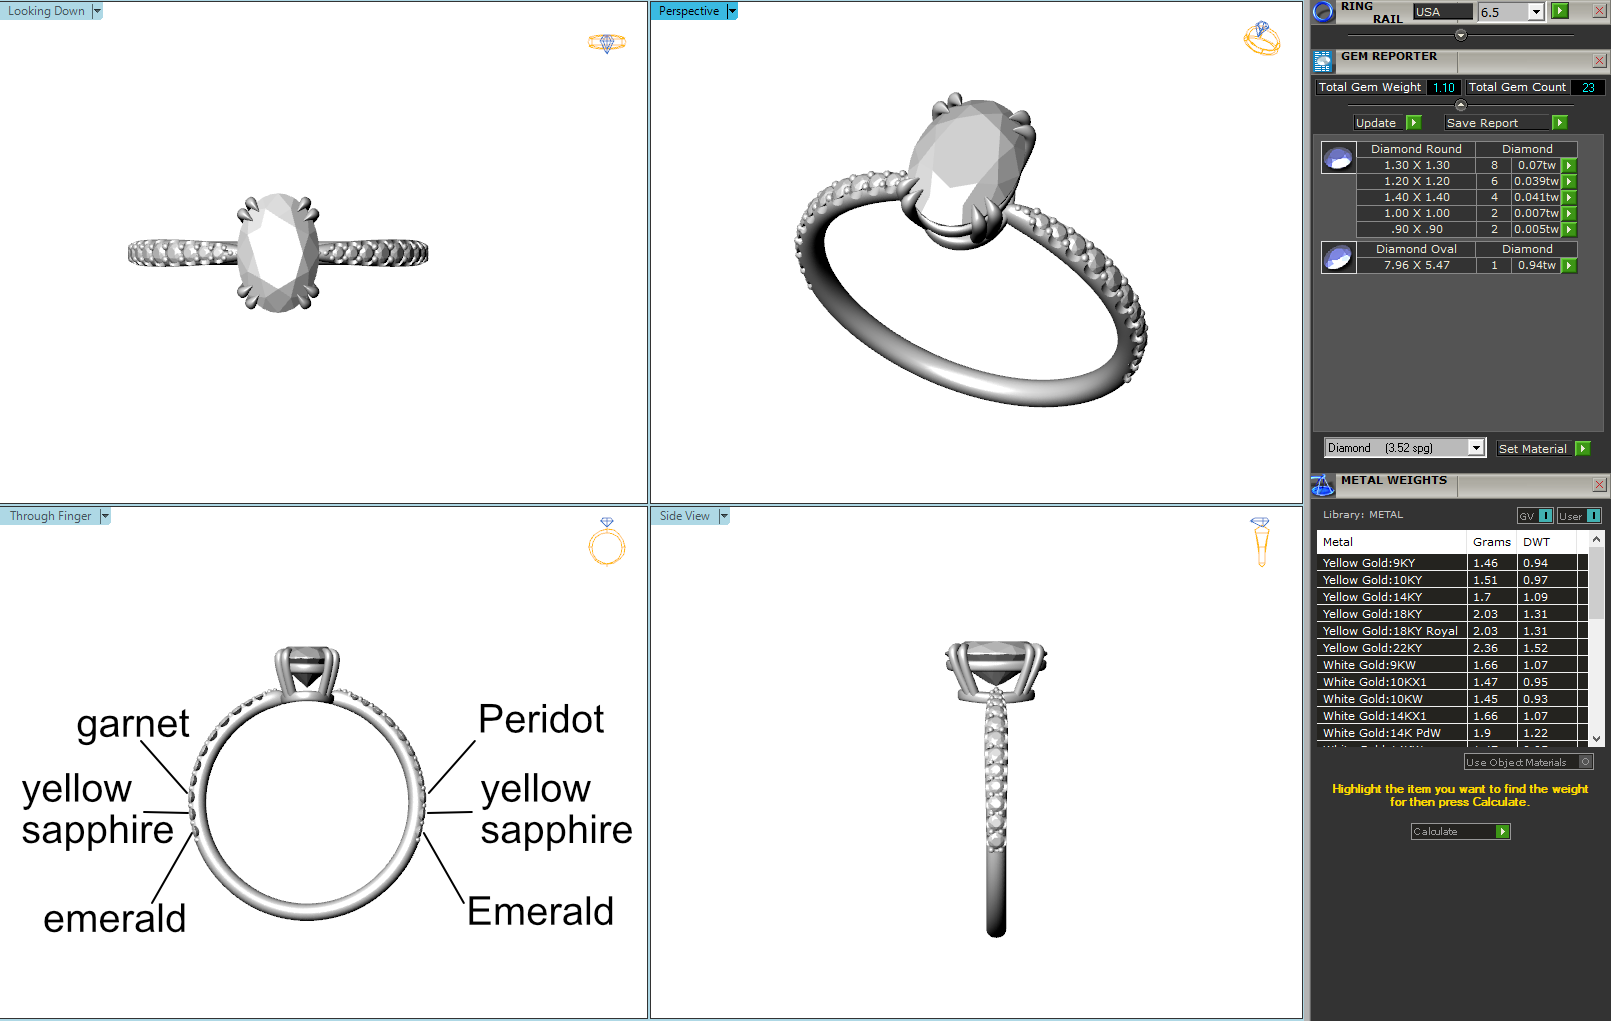 Looking Down
Perspective
Through Finger
Side View
garnet
yellow
sapphire
emerald
Peridot
yellow
sapphire
Emerald
RING
RAIL
USA
6.5
GEM REPORTER
Total Gem Weight 1.10 Total Gem Count 23
Update Save Report
Diamond Round Diamond
1.30 X 1.30 8 0.07tw
1.20 X 1.20 6 0.039tw
1.40 X 1.40 4 0.041tw
1.00 X 1.00 2 0.007tw
.90 X .90 2 0.005tw
Diamond Oval Diamond
7.96 X 5.47 1 0.94tw
Diamond (3.52 spg) Set Material
METAL WEIGHTS
Library: METAL GV User
Metal Grams DWT
Yellow Gold:9KY 1.46 0.94
Yellow Gold:10KY 1.51 0.97
Yellow Gold:14KY 1.7 1.09
Yellow Gold:18KY 2.03 1.31
Yellow Gold:18KY Royal 2.03 1.31
Yellow Gold:22KY 2.36 1.52
White Gold:9KW 1.66 1.07
White Gold:10KX1 1.47 0.95
White Gold:10KW 1.45 0.93
White Gold:14KX1 1.66 1.07
White Gold:14K PdW 1.9 1.22
Use Object Materials
Highlight the item you want to find the weight
for then press Calculate.
Calculate